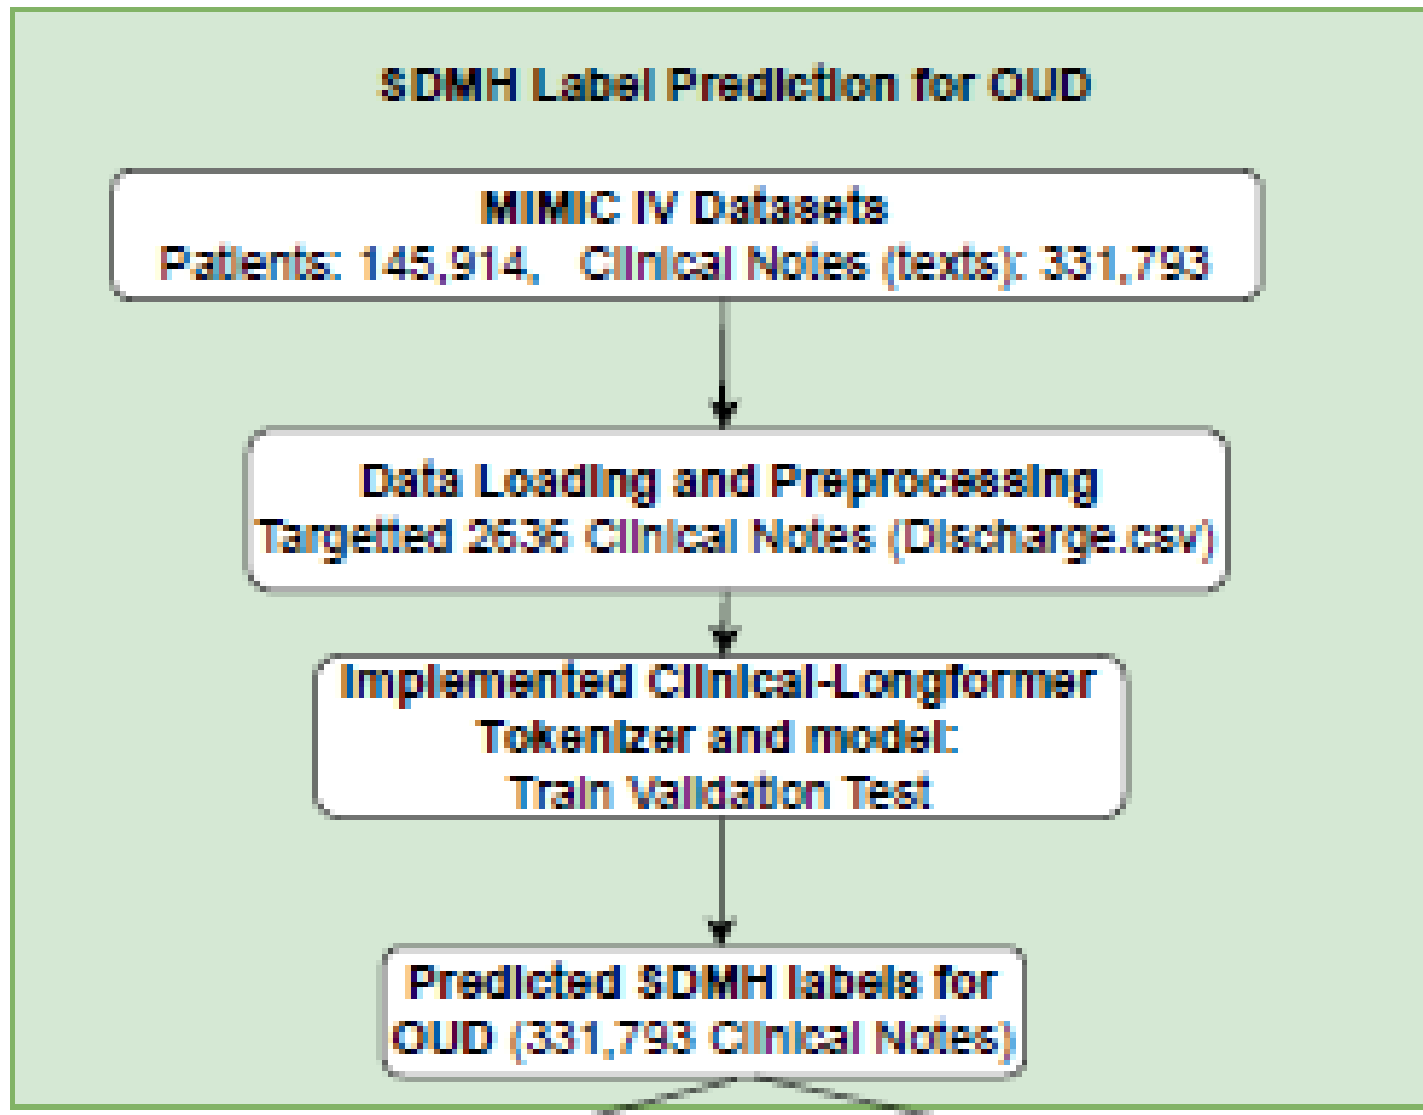 SDMH Label Prediction for OUD
MIMIC IV Datasets
Patients: 145,914, Clinical Notes (texts): 331,793
Data Loading and Preprocessing
Targetted 2636 Clinical Notes (Discharge.csv)
Implemented Clinical-Longformer
Tokenizer and model:
Train Validation Test
Predicted SDMH labels for
OUD (331,793 Clinical Notes)